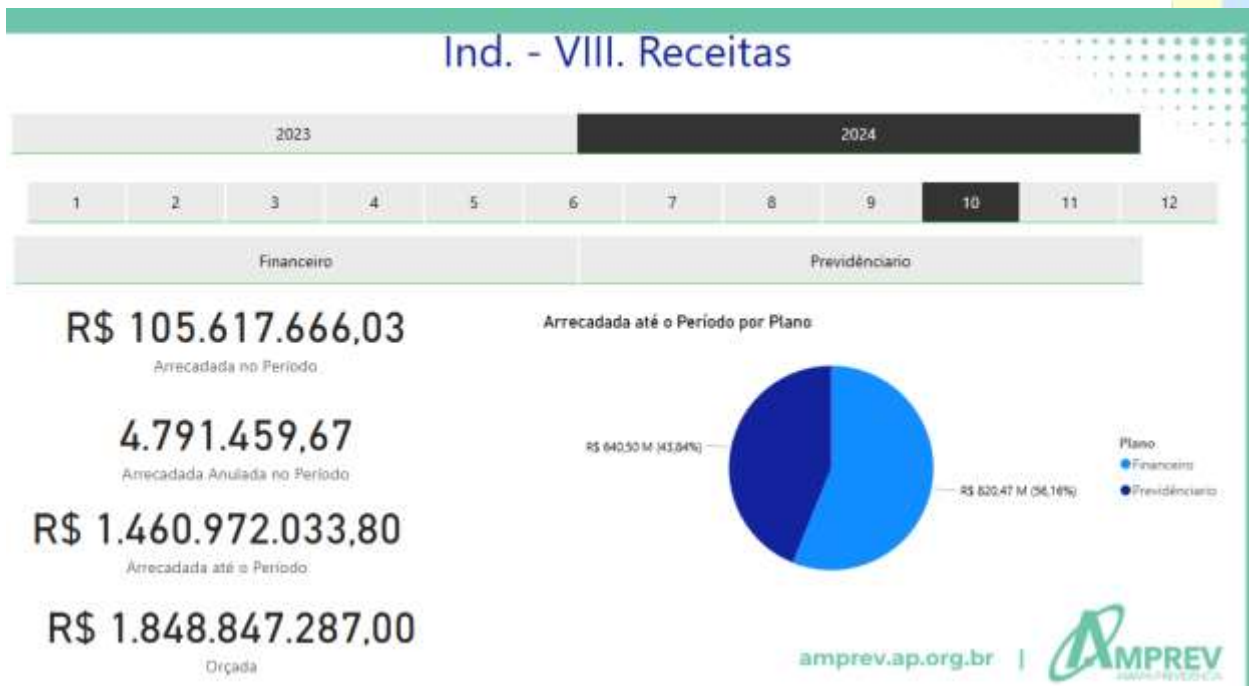 Ind. - VIII. Receitas
2023 2024
1 2 3 4 5 6 7 8 9 10 11 12
Financeiro Previdênciario
R$ 105.617.666,03
Arrecadada no Período
Arrecadada até o Período por Plano
4.791.459,67
Arrecadada Anulada no Período
R$ 640,50 M (43,84%)
R$ 820,47 M (56,16%)
Plano
Financeiro
Previdênciario
R$ 1.460.972.033,80
Arrecadada até o Período
R$ 1.848.847.287,00
Orçada
amprev.ap.org.br |
AMPREV
AMAPÁ PREVIDÊNCIA